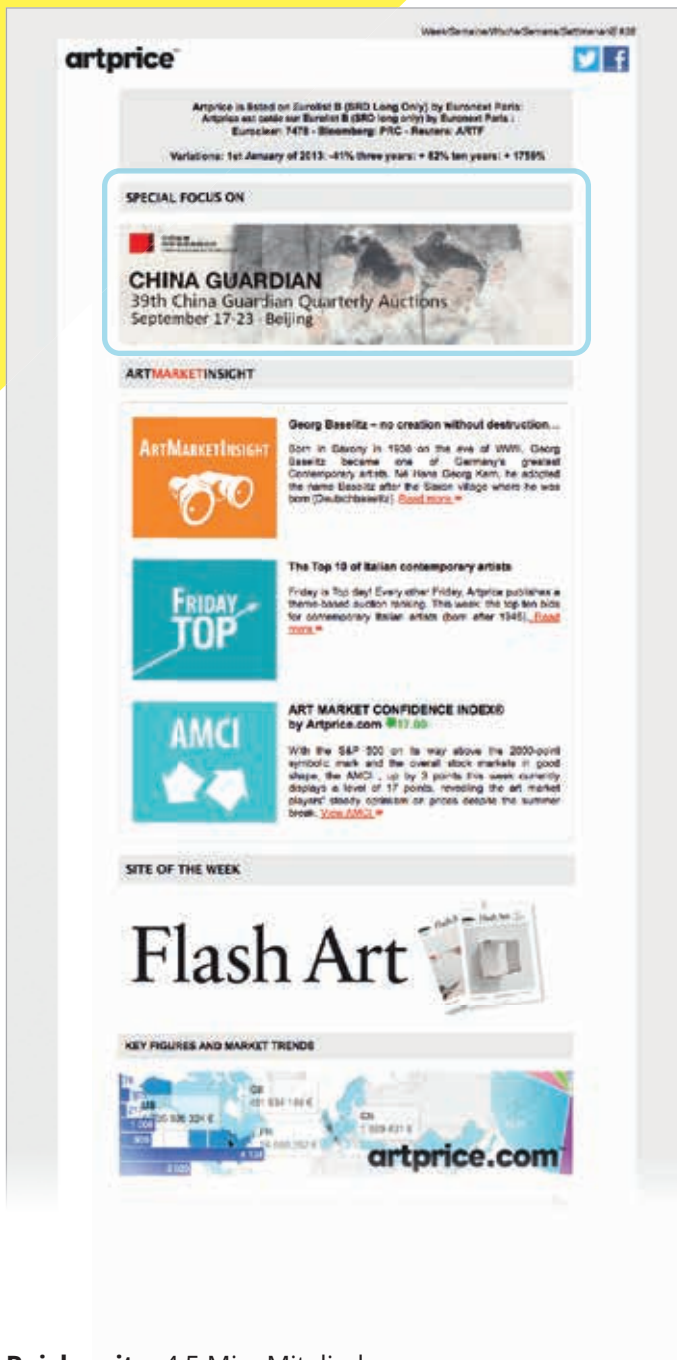 Week/Semaine/Woche/Semana/Settimana/ #38
artprice
Artprice is listed on Eurolist B (SRD Long Only) by Euronext Paris:
Artprice est cotée sur Eurolist B (SRD long only) by Euronext Paris :
Euroclear: 7478 - Bloomberg: PRC - Reuters: ARTF
Variations: 1st January of 2013: -41% three years: + 82% ten years: + 1759%
SPECIAL FOCUS ON
CHINA GUARDIAN
39th China Guardian Quarterly Auctions
September 17-23 - Beijing
ARTMARKETINSIGHT
ARTMARKETINSIGHT
Georg Baselitz – no creation without destruction...
Born in Saxony in 1938 on the eve of WWII, Georg
Baselitz became one of Germany's greatest
Contemporary artists. Né Hans Georg Kern, he adopted
the name Baselitz after the Saxon village where he was
born (Deutschbaselitz). Read more
FRIDAY
TOP
The Top 10 of Italian contemporary artists
Friday is Top day! Every other Friday, Artprice publishes a
theme-based auction ranking. This week: the top ten bids
for contemporary Italian artists (born after 1945). Read
more
AMCI
ART MARKET CONFIDENCE INDEX®
by Artprice.com 17.00
With the S&P 500 on its way above the 2000-point
symbolic mark and the overall stock markets in good
shape, the AMCI , up by 3 points this week currently
displays a level of 17 points, revealing the art market
players' steady optimism on prices despite the summer
break. View AMCI
SITE OF THE WEEK
Flash Art
KEY FIGURES AND MARKET TRENDS
US
GB
FR
CN
artprice.com